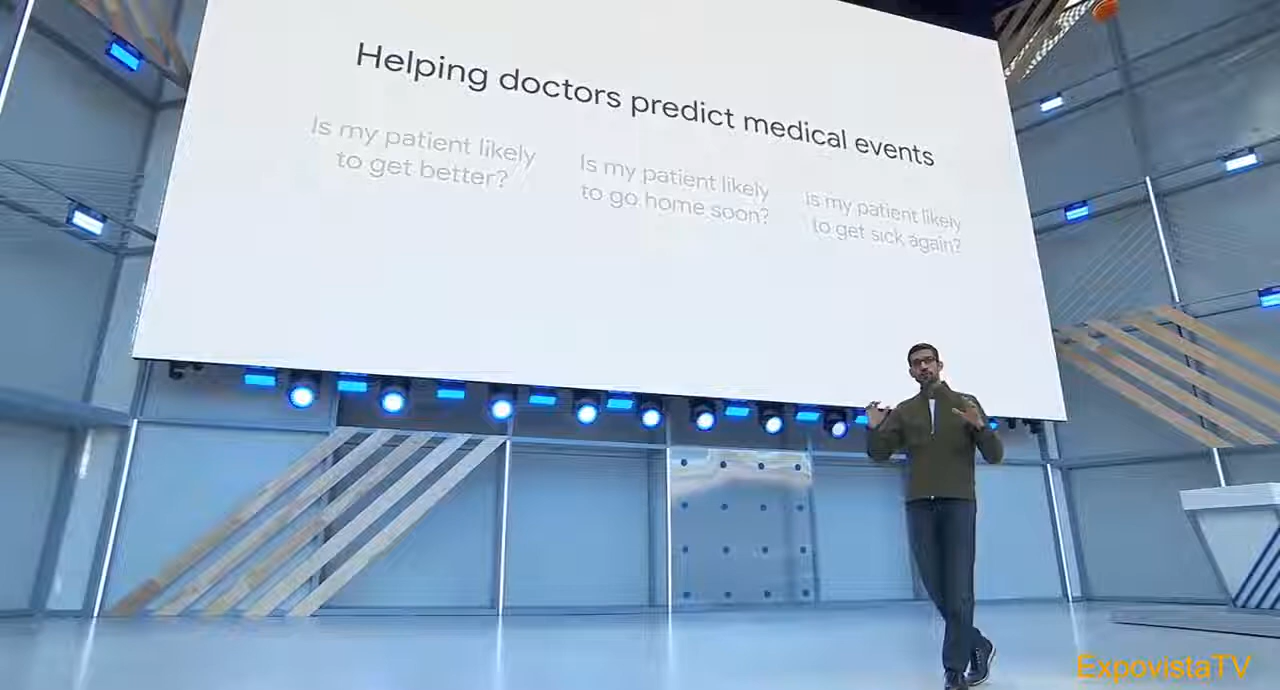 Helping doctors predict medical events
Is my patient likely
to get better?
Is my patient likely
to go home soon?
Is my patient likely
to get sick again?
ExpovistaTV